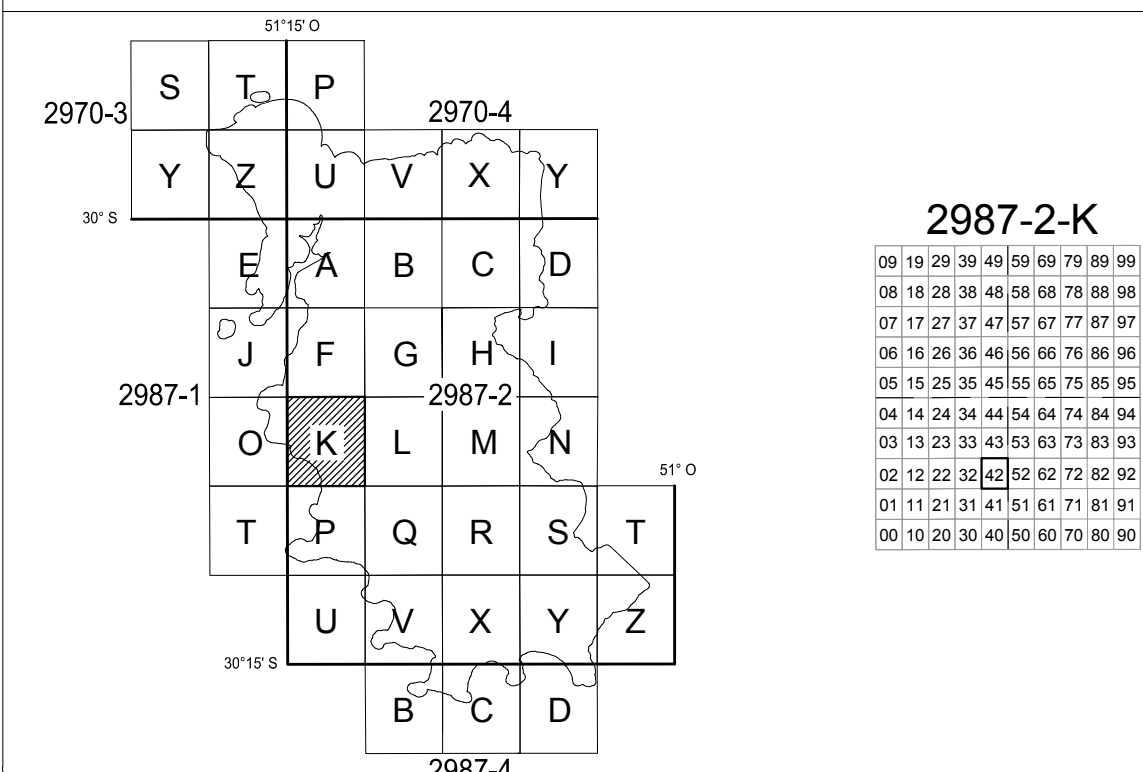 51°15' O
S T P
2970-3 2970-4
Y Z U V X Y
30° S
E A B C D
J F G H I
2987-1 2987-2
O K L M N
51° O
T P Q R S T
U V X Y Z
30°15' S
B C D
2987-4
2987-2-K
09 19 29 39 49 59 69 79 89 99
08 18 28 38 48 58 68 78 88 98
07 17 27 37 47 57 67 77 87 97
06 16 26 36 46 56 66 76 86 96
05 15 25 35 45 55 65 75 85 95
04 14 24 34 44 54 64 74 84 94
03 13 23 33 43 53 63 73 83 93
02 12 22 32 42 52 62 72 82 92
01 11 21 31 41 51 61 71 81 91
00 10 20 30 40 50 60 70 80 90